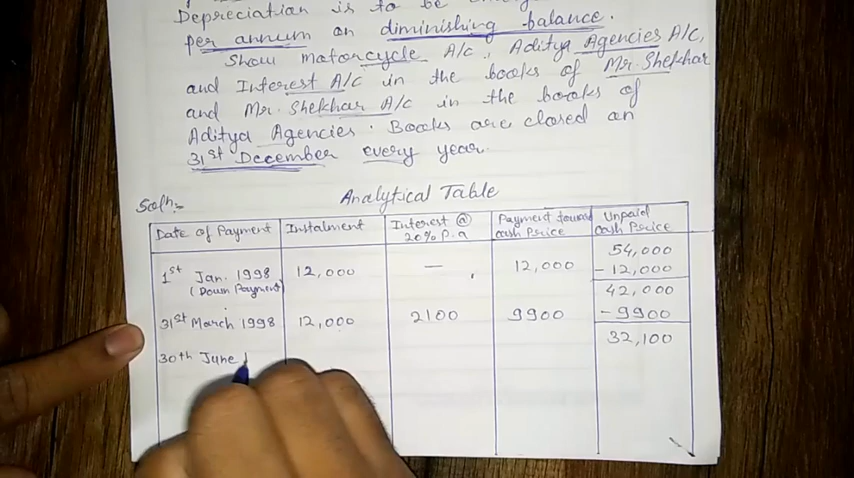 Depreciation is to be
per annum on diminishing balance.
Show Motorcycle A/c, Aditya Agencies A/C,
and Interest A/C in the books of Mr. Shekhar
and Mr. Shekhar A/c in the books of
Aditya Agencies. Books are closed on
31st December every year.
Soln:-
Analytical Table
Date of Payment Instalment Interest @ 20% P.a Payment toward cash Price Unpaid cash Price
54,000
1st Jan. 1998 12,000 — 12,000 - 12,000
(Down Payment) 42,000
31st March 1998 12,000 2100 9900 - 9900
32,100
30th June 1